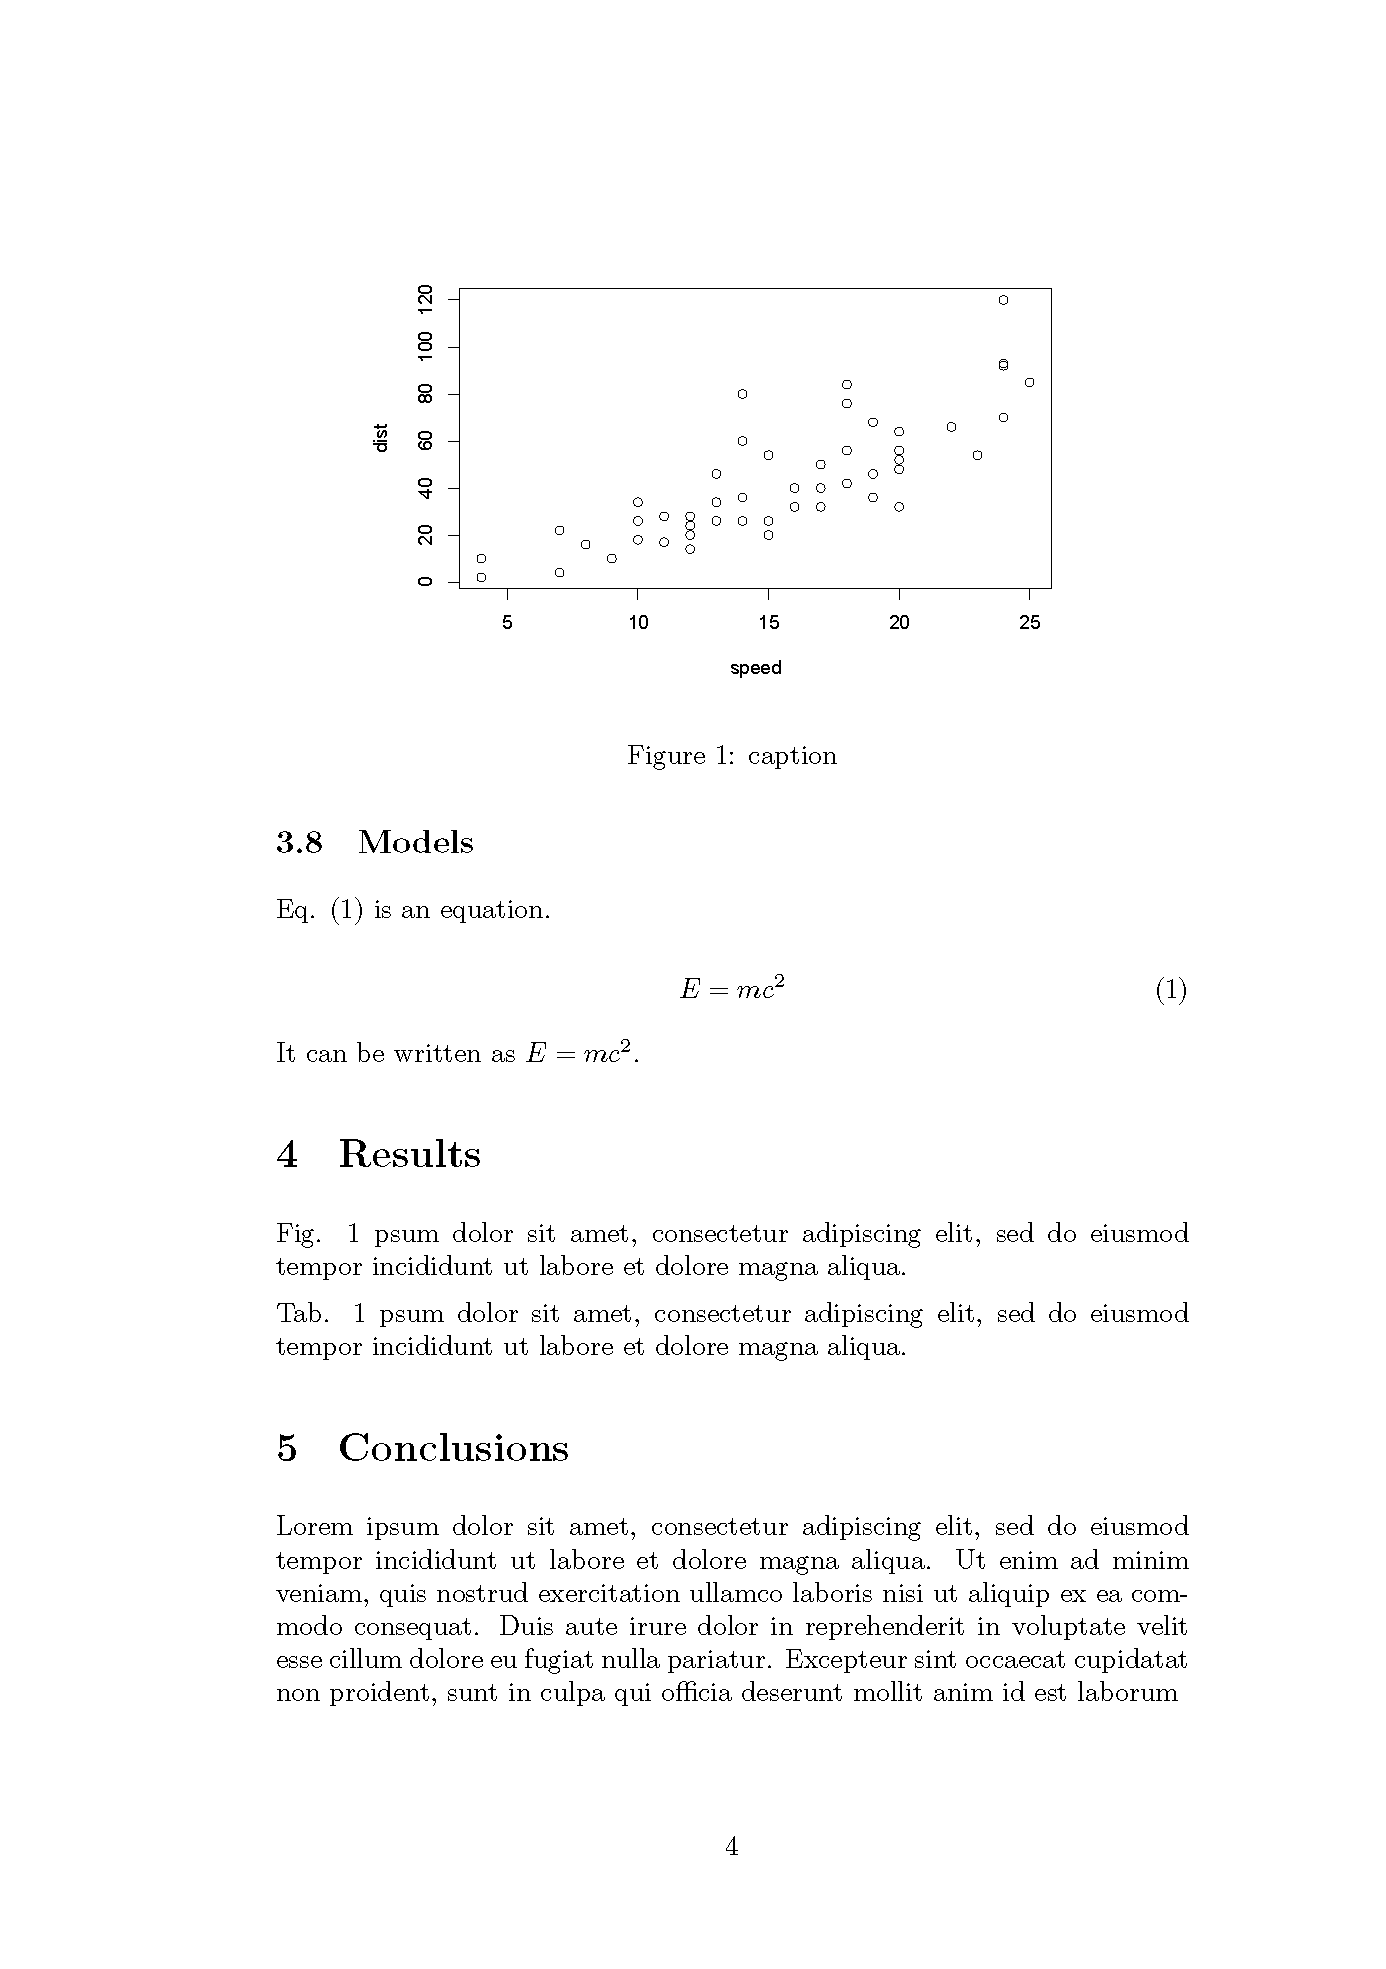 120
100
80
60
40
20
0
dist
5 10 15 20 25
speed
Figure 1: caption
3.8 Models
Eq. (1) is an equation.
E = mc² (1)
It can be written as E = mc².
4 Results
Fig. 1 psum dolor sit amet, consectetur adipiscing elit, sed do eiusmod
tempor incididunt ut labore et dolore magna aliqua.
Tab. 1 psum dolor sit amet, consectetur adipiscing elit, sed do eiusmod
tempor incididunt ut labore et dolore magna aliqua.
5 Conclusions
Lorem ipsum dolor sit amet, consectetur adipiscing elit, sed do eiusmod
tempor incididunt ut labore et dolore magna aliqua. Ut enim ad minim
veniam, quis nostrud exercitation ullamco laboris nisi ut aliquip ex ea com-
modo consequat. Duis aute irure dolor in reprehenderit in voluptate velit
esse cillum dolore eu fugiat nulla pariatur. Excepteur sint occaecat cupidatat
non proident, sunt in culpa qui officia deserunt mollit anim id est laborum
4